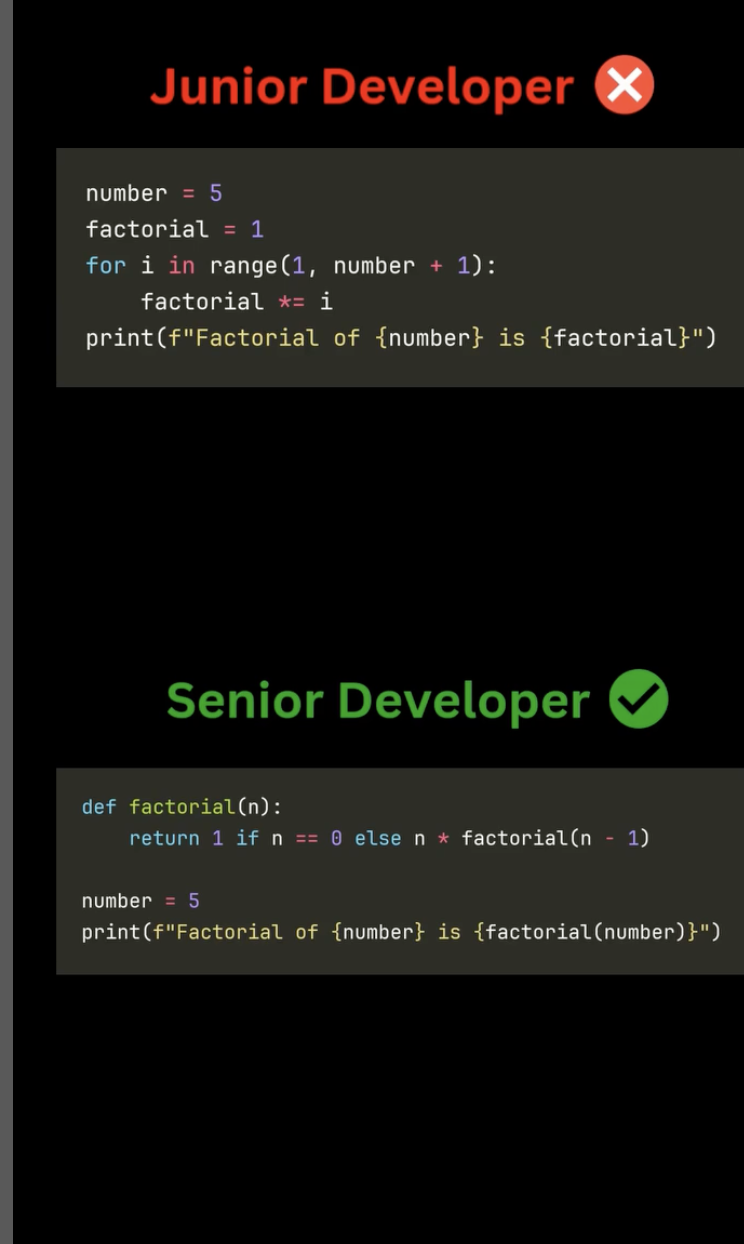 Junior Developer
number = 5
factorial = 1
for i in range(1, number + 1):
    factorial *= i
print(f"Factorial of {number} is {factorial}")
Senior Developer
def factorial(n):
    return 1 if n == 0 else n * factorial(n - 1)
number = 5
print(f"Factorial of {number} is {factorial(number)}")